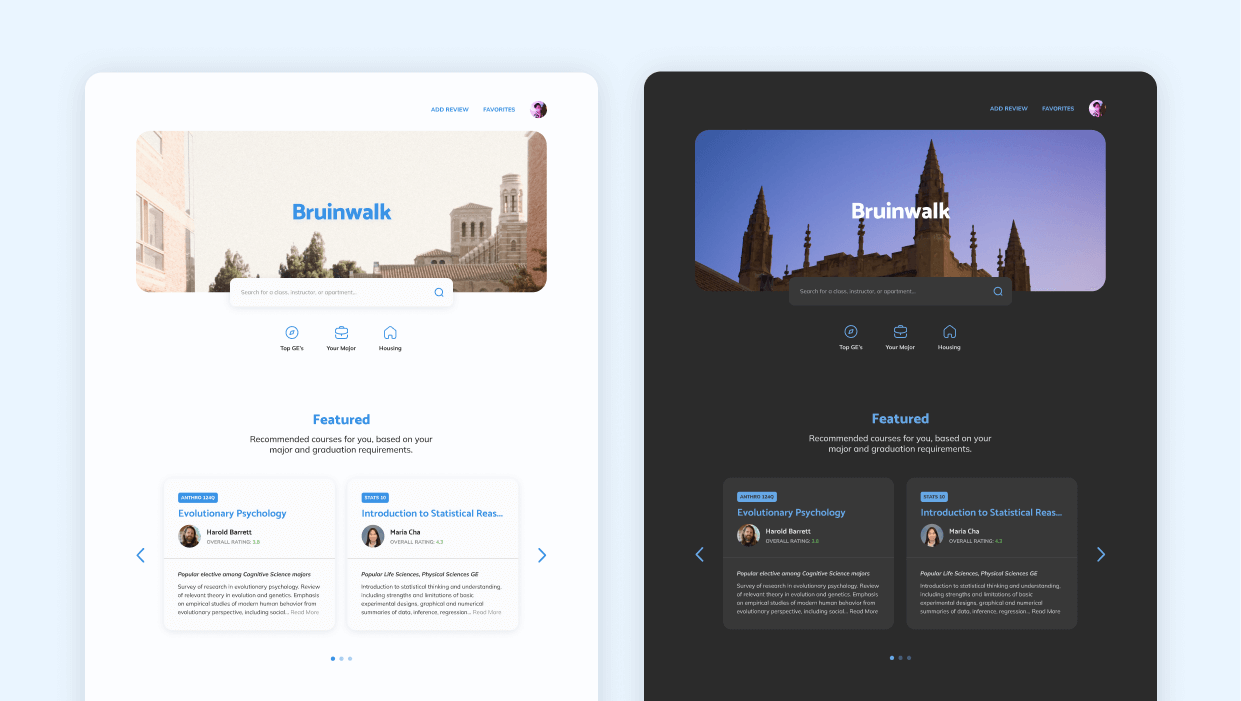 ADD REVIEW FAVORITES
Bruinwalk
Search for a class, instructor, or apartment...
Top GE's Your Major Housing
Featured
Recommended courses for you, based on your
major and graduation requirements.
ANTHRO 124Q
Evolutionary Psychology
Harold Barrett
OVERALL RATING: 3.8
Popular elective among Cognitive Science majors
Survey of research in evolutionary psychology. Review
of relevant theory in evolution and genetics. Emphasis
on empirical studies of modern human behavior from
evolutionary perspective, including social... Read More
STATS 10
Introduction to Statistical Reas...
Maria Cha
OVERALL RATING: 4.3
Popular Life Sciences, Physical Sciences GE
Introduction to statistical thinking and understanding,
including strengths and limitations of basic
experimental designs, graphical and numerical
summaries of data, inference, regression... Read More
ADD REVIEW FAVORITES
Bruinwalk
Search for a class, instructor, or apartment...
Top GE's Your Major Housing
Featured
Recommended courses for you, based on your
major and graduation requirements.
ANTHRO 124Q
Evolutionary Psychology
Harold Barrett
OVERALL RATING: 3.8
Popular elective among Cognitive Science majors
Survey of research in evolutionary psychology. Review
of relevant theory in evolution and genetics. Emphasis
on empirical studies of modern human behavior from
evolutionary perspective, including social... Read More
STATS 10
Introduction to Statistical Reas...
Maria Cha
OVERALL RATING: 4.3
Popular Life Sciences, Physical Sciences GE
Introduction to statistical thinking and understanding,
including strengths and limitations of basic
experimental designs, graphical and numerical
summaries of data, inference, regression... Read More